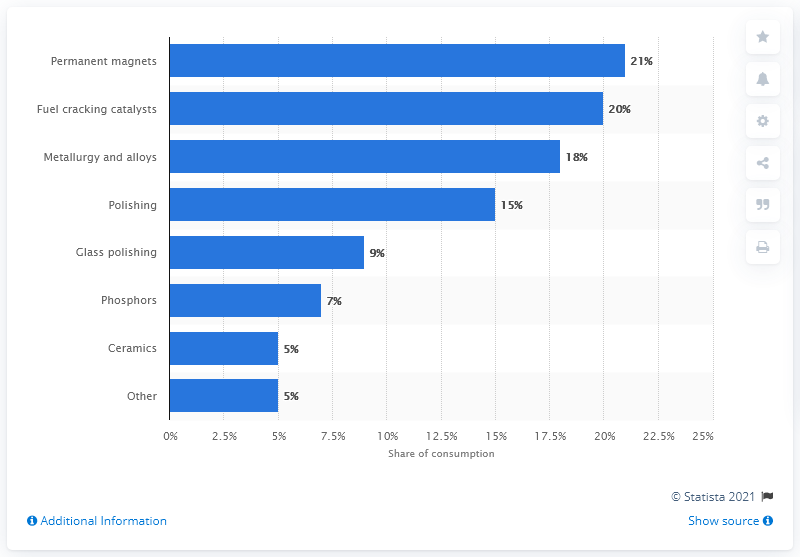 Permanent magnets 21%
Fuel cracking catalysts 20%
Metallurgy and alloys 18%
Polishing 15%
Glass polishing 9%
Phosphors 7%
Ceramics 5%
Other 5%
0% 2.5% 5% 7.5% 10% 12.5% 15% 17.5% 20% 22.5% 25%
Share of consumption
© Statista 2021
Additional Information Show source